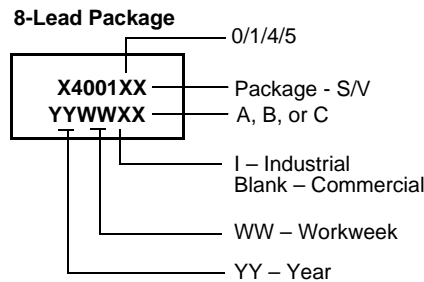 8-Lead Package
0/1/4/5
X4001XX
Package - S/V
YYWWXX
A, B, or C
I – Industrial
Blank – Commercial
WW – Workweek
YY – Year